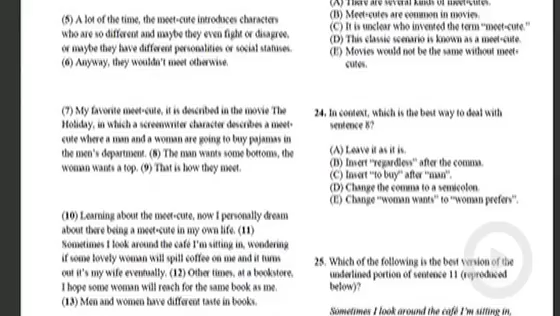 (5) A lot of the time, the meet-cute introduces characters
who are so different and maybe they even fight or disagree,
or maybe they have different personalities or social statuses.
(6) Anyway, they wouldn't meet otherwise.
(7) My favorite meet-cute, it is described in the movie The
Holiday, in which a screenwriter character describes a meet-
cute where a man and a woman are going to buy pajamas in
the men's department. (8) The man wants some bottoms, the
woman wants a top. (9) That is how they meet.
(10) Learning about the meet-cute, now I personally dream
about there being a meet-cute in my own life. (11)
Sometimes I look around the café I'm sitting in, wondering
if some lovely woman will spill coffee on me and it turns
out it's my wife eventually. (12) Other times, at a bookstore,
I hope some woman will reach for the same book as me.
(13) Men and women have different taste in books.
(A) There are several kinds of meet-cutes.
(B) Meet-cutes are common in movies.
(C) It is unclear who invented the term "meet-cute."
(D) This classic scenario is known as a meet-cute.
(E) Movies would not be the same without meet-
cutes.
24. In context, which is the best way to deal with
sentence 8?
(A) Leave it as it is.
(B) Insert "regardless" after the comma.
(C) Insert "to buy" after "man".
(D) Change the comma to a semicolon.
(E) Change "woman wants" to "woman prefers".
25. Which of the following is the best version of the
underlined portion of sentence 11 (reproduced
below)?
Sometimes I look around the café I'm sitting in,